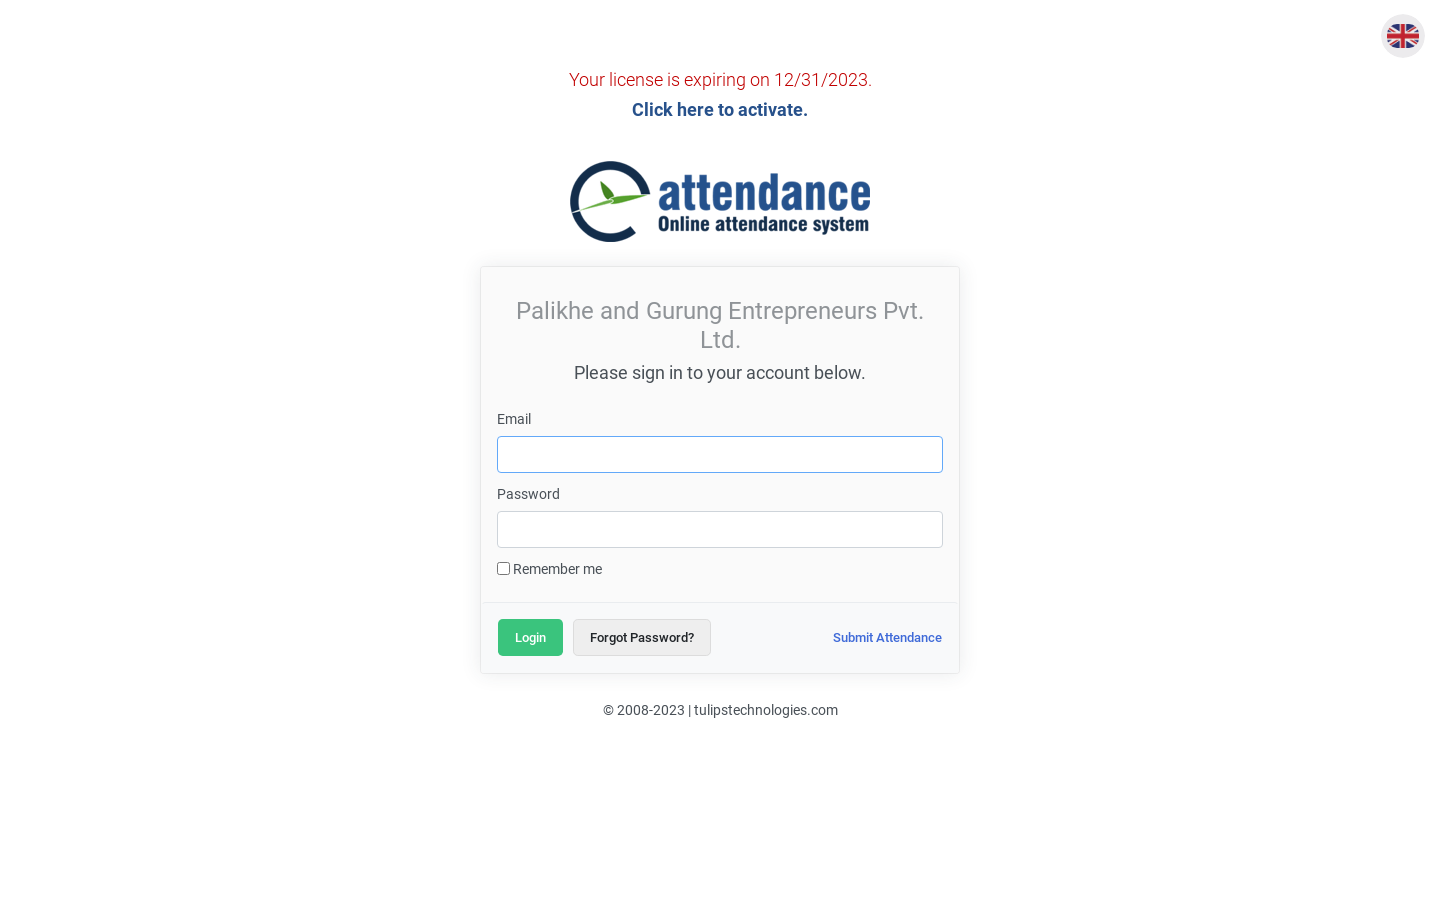 Your license is expiring on 12/31/2023.
Click here to activate.
attendance
Online attendance system
Palikhe and Gurung Entrepreneurs Pvt.
Ltd.
Please sign in to your account below.
Email
Password
Remember me
Login Forgot Password? Submit Attendance
© 2008-2023 | tulipstechnologies.com